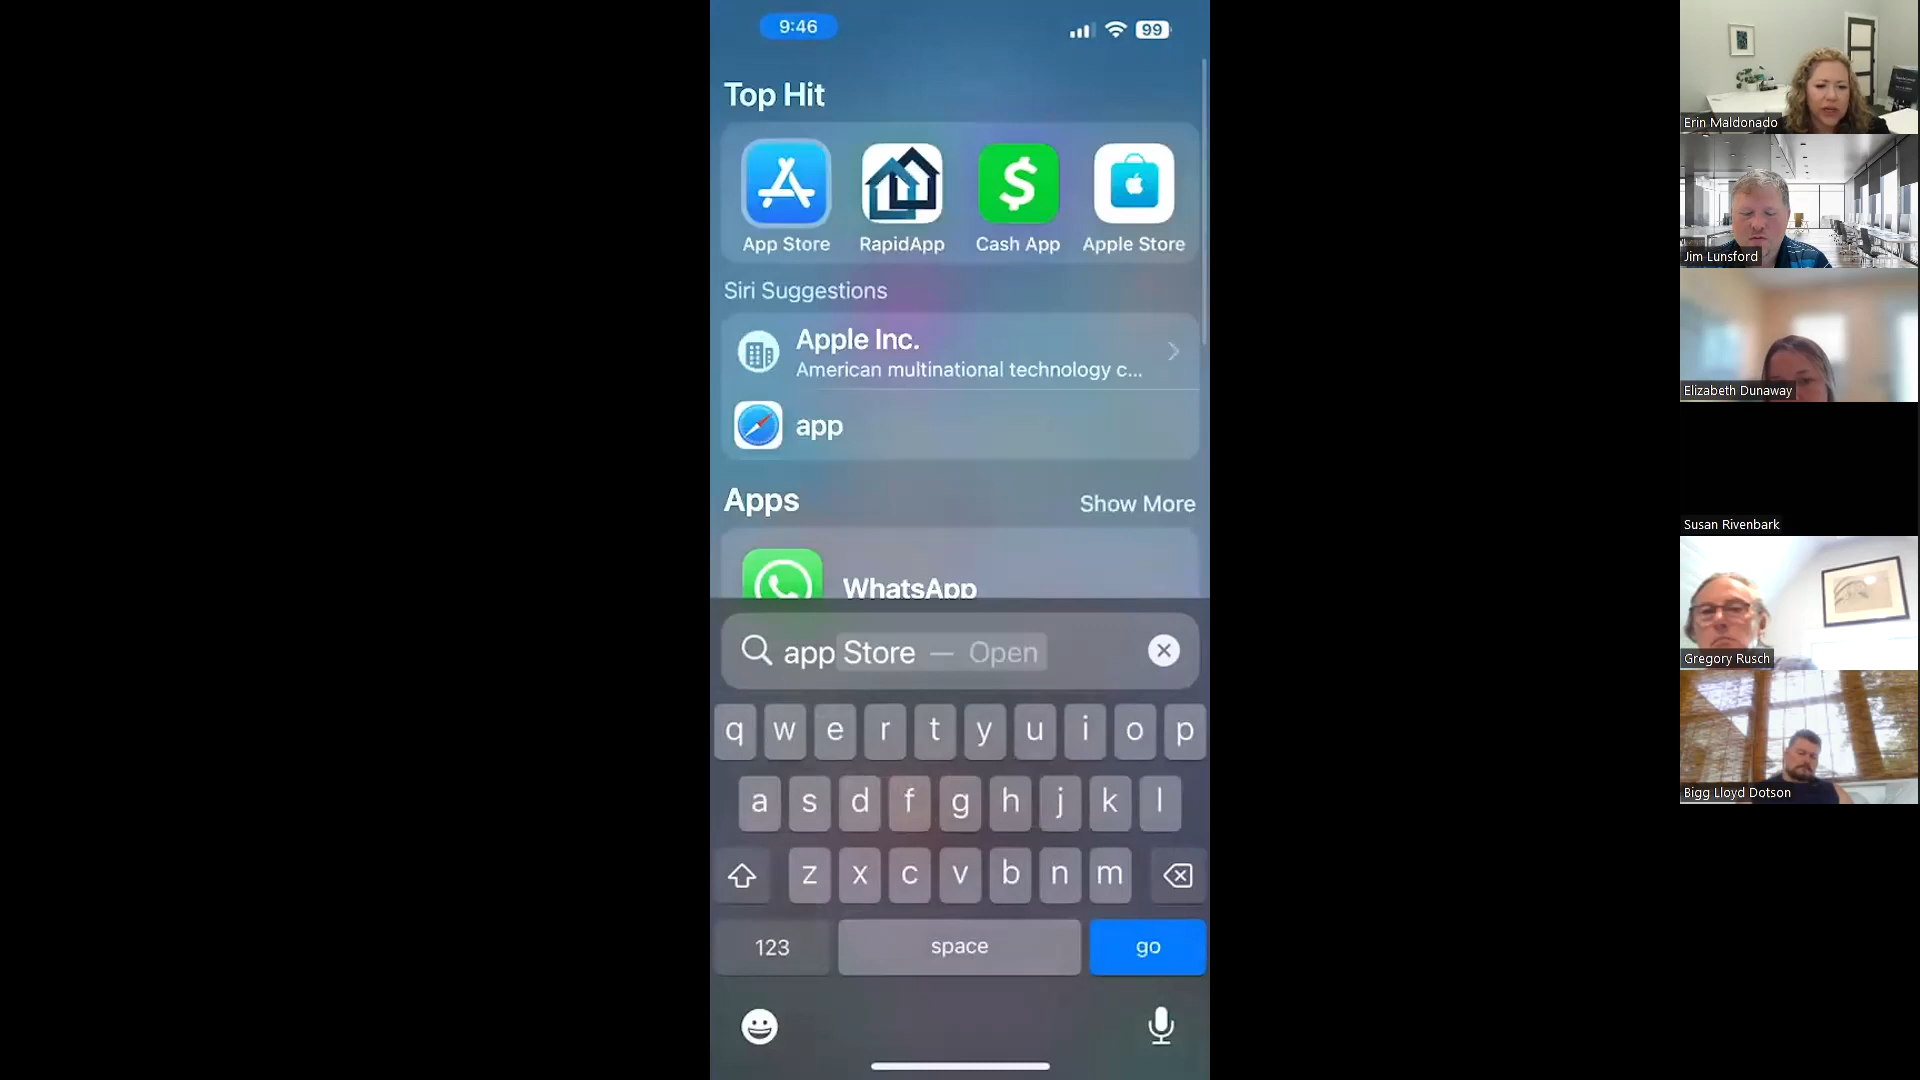 9:46
99
Top Hit
App Store
RapidApp
Cash App
Apple Store
Siri Suggestions
Apple Inc.
American multinational technology c...
app
Apps
Show More
WhatsApp
app Store — Open
q w e r t y u i o p
a s d f g h j k l
z x c v b n m
123
space
go
Erin Maldonado
Jim Lunsford
Elizabeth Dunaway
Susan Rivenbark
Gregory Rusch
Bigg Lloyd Dotson